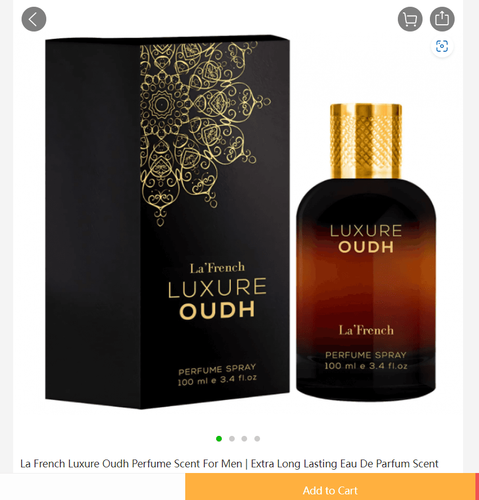 La'French
LUXURE
OUDH
PERFUME SPRAY
100 ml e 3.4 fl.oz
LUXURE
OUDH
La'French
PERFUME SPRAY
100 ml e 3.4 fl.oz
La French Luxure Oudh Perfume Scent For Men | Extra Long Lasting Eau De Parfum Scent
Add to Cart